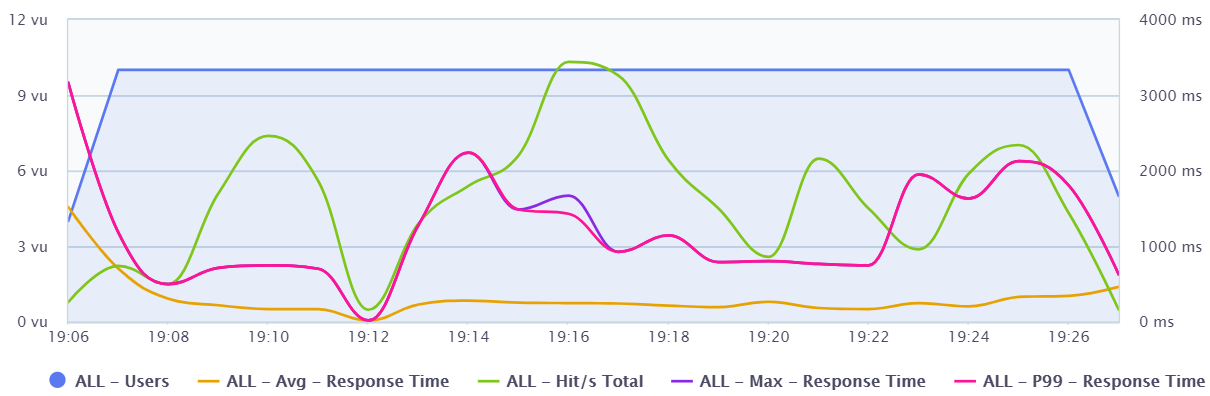 12 vu
4000 ms
9 vu
3000 ms
6 vu
2000 ms
3 vu
1000 ms
0 vu
0 ms
19:06 19:08 19:10 19:12 19:14 19:16 19:18 19:20 19:22 19:24 19:26
ALL – Users ALL – Avg – Response Time ALL – Hit/s Total ALL – Max – Response Time ALL – P99 – Response Time